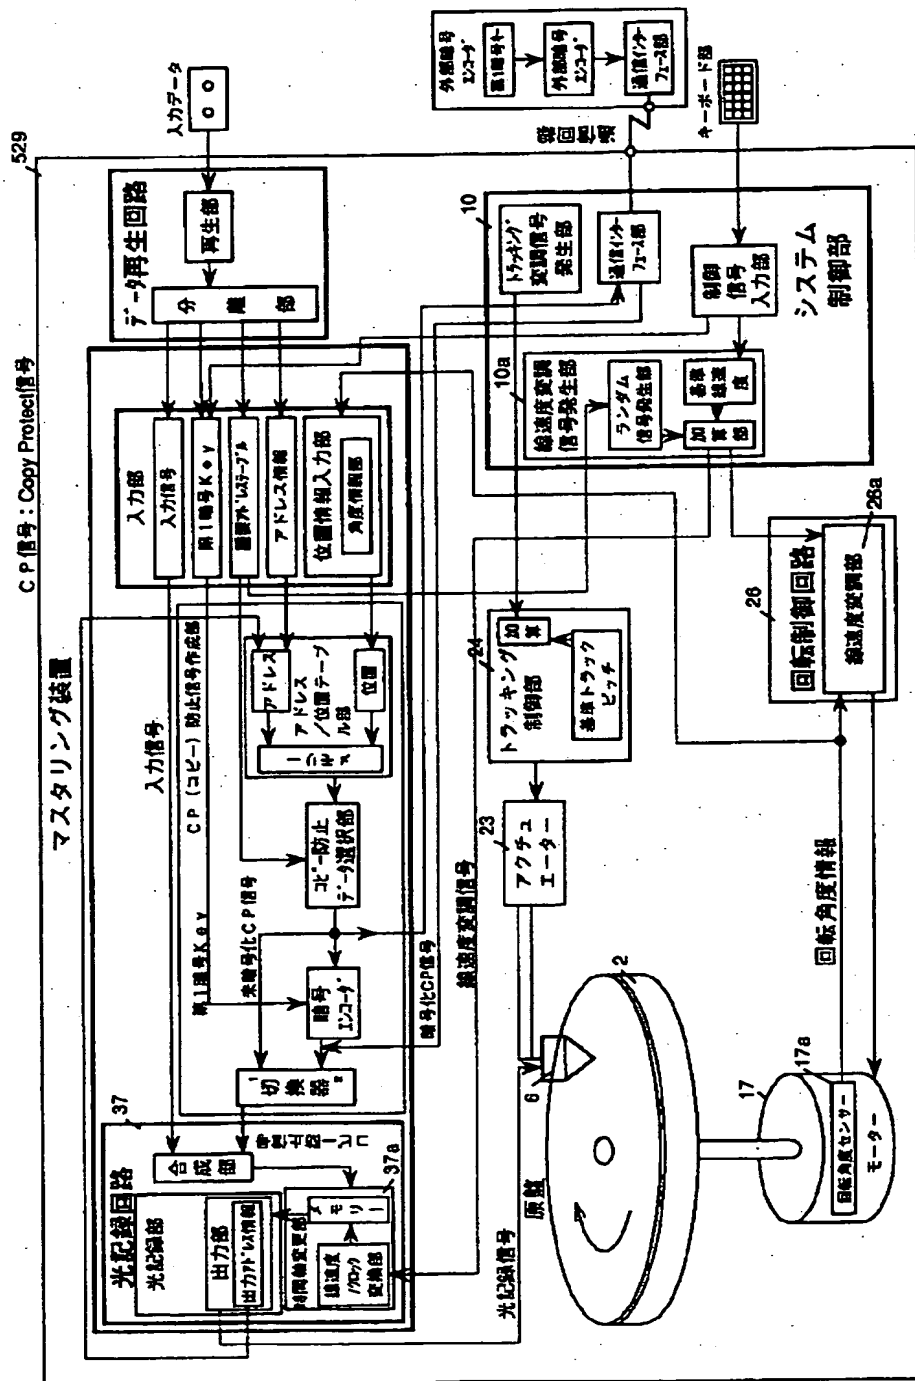 CP信号：Copy Protect信号
マスタリング装置
529
入力データ
データ再生回路
再生部
分離部
外部暗号
エンコーダ
第1暗号キー
外部暗号
エンコーダ
通信インター
フェース部
通信回線
キーボード部
入力部
入力信号
第1暗号Key
アドレス情報
位置情報入力部
角度情報部
10
トラッキング
変調信号
発生部
通信インター
フェース部
制御
信号
入力部
システム
制御部
10a
線速度変調
信号発生部
ランダム
信号発生部
基準
線速
度
加算部
入力信号
第1暗号Key
CP(コピー)防止信号作成部
アドレス
アドレス
/位置テーブ
ル部
位置
コピー防止
データ選択部
未暗号化CP信号
暗号
エンコーダ
暗号化CP信号
1
切換器
2
線速度変調信号
24
トラッキング
制御部
加算
基準トラック
ピッチ
23
アクチュ
エーター
26
回転制御回路
26a
線速度変調部
37
光記録回路
合成部
コピー防止信号
光記録部
出力部
出力アドレス情報
時間軸変更部
37a
メモリー
線速度
/クロック
変換部
光記録信号
原盤
6
2
17
17a
回転角度センサー
モーター
回転角度情報